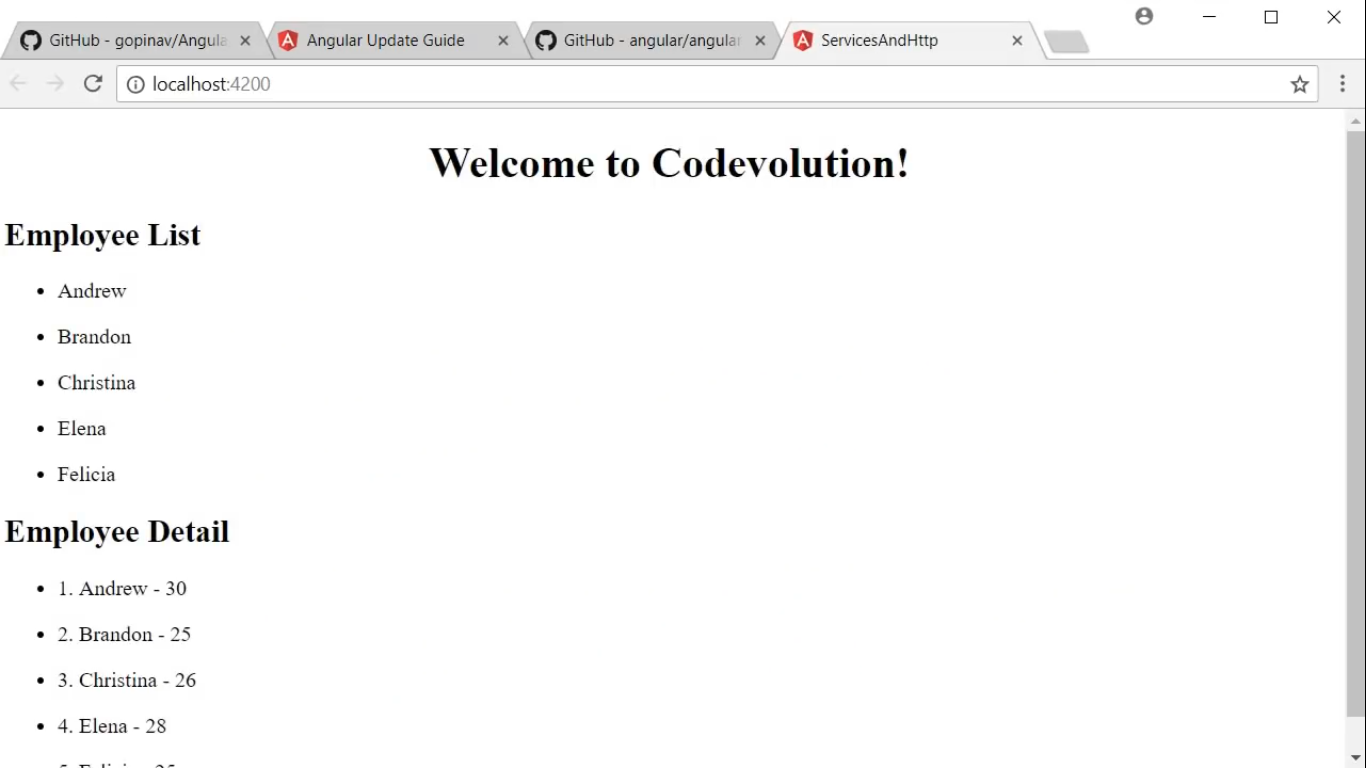 GitHub - gopinav/Angula
Angular Update Guide
GitHub - angular/angular
ServicesAndHttp
localhost:4200
Welcome to Codevolution!
Employee List
Andrew
Brandon
Christina
Elena
Felicia
Employee Detail
1. Andrew - 30
2. Brandon - 25
3. Christina - 26
4. Elena - 28